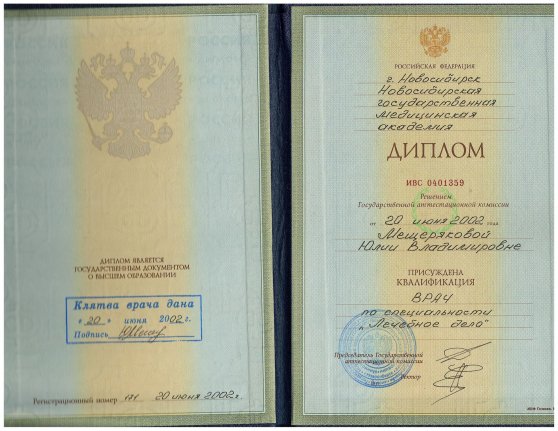 ДИПЛОМ ЯВЛЯЕТСЯ
ГОСУДАРСТВЕННЫМ ДОКУМЕНТОМ
О ВЫСШЕМ ОБРАЗОВАНИИ
Клятва врача дана
« 20 » июня 2002 г.
Подпись
Регистрационный номер 171 20 июня 2002г.
РОССИЙСКАЯ ФЕДЕРАЦИЯ
г. Новосибирск
Новосибирская
государственная
медицинская
академия
ДИПЛОМ
ИВС 0401359
Решением
Государственной аттестационной комиссии
от 20 июня 2002 года
Мещеряковой
Юлии Владимировне
ПРИСУЖДЕНА
КВАЛИФИКАЦИЯ
ВРАЧ
по специальности
„Лечебное дело"
Председатель Государственной
аттестационной комиссии
Ректор